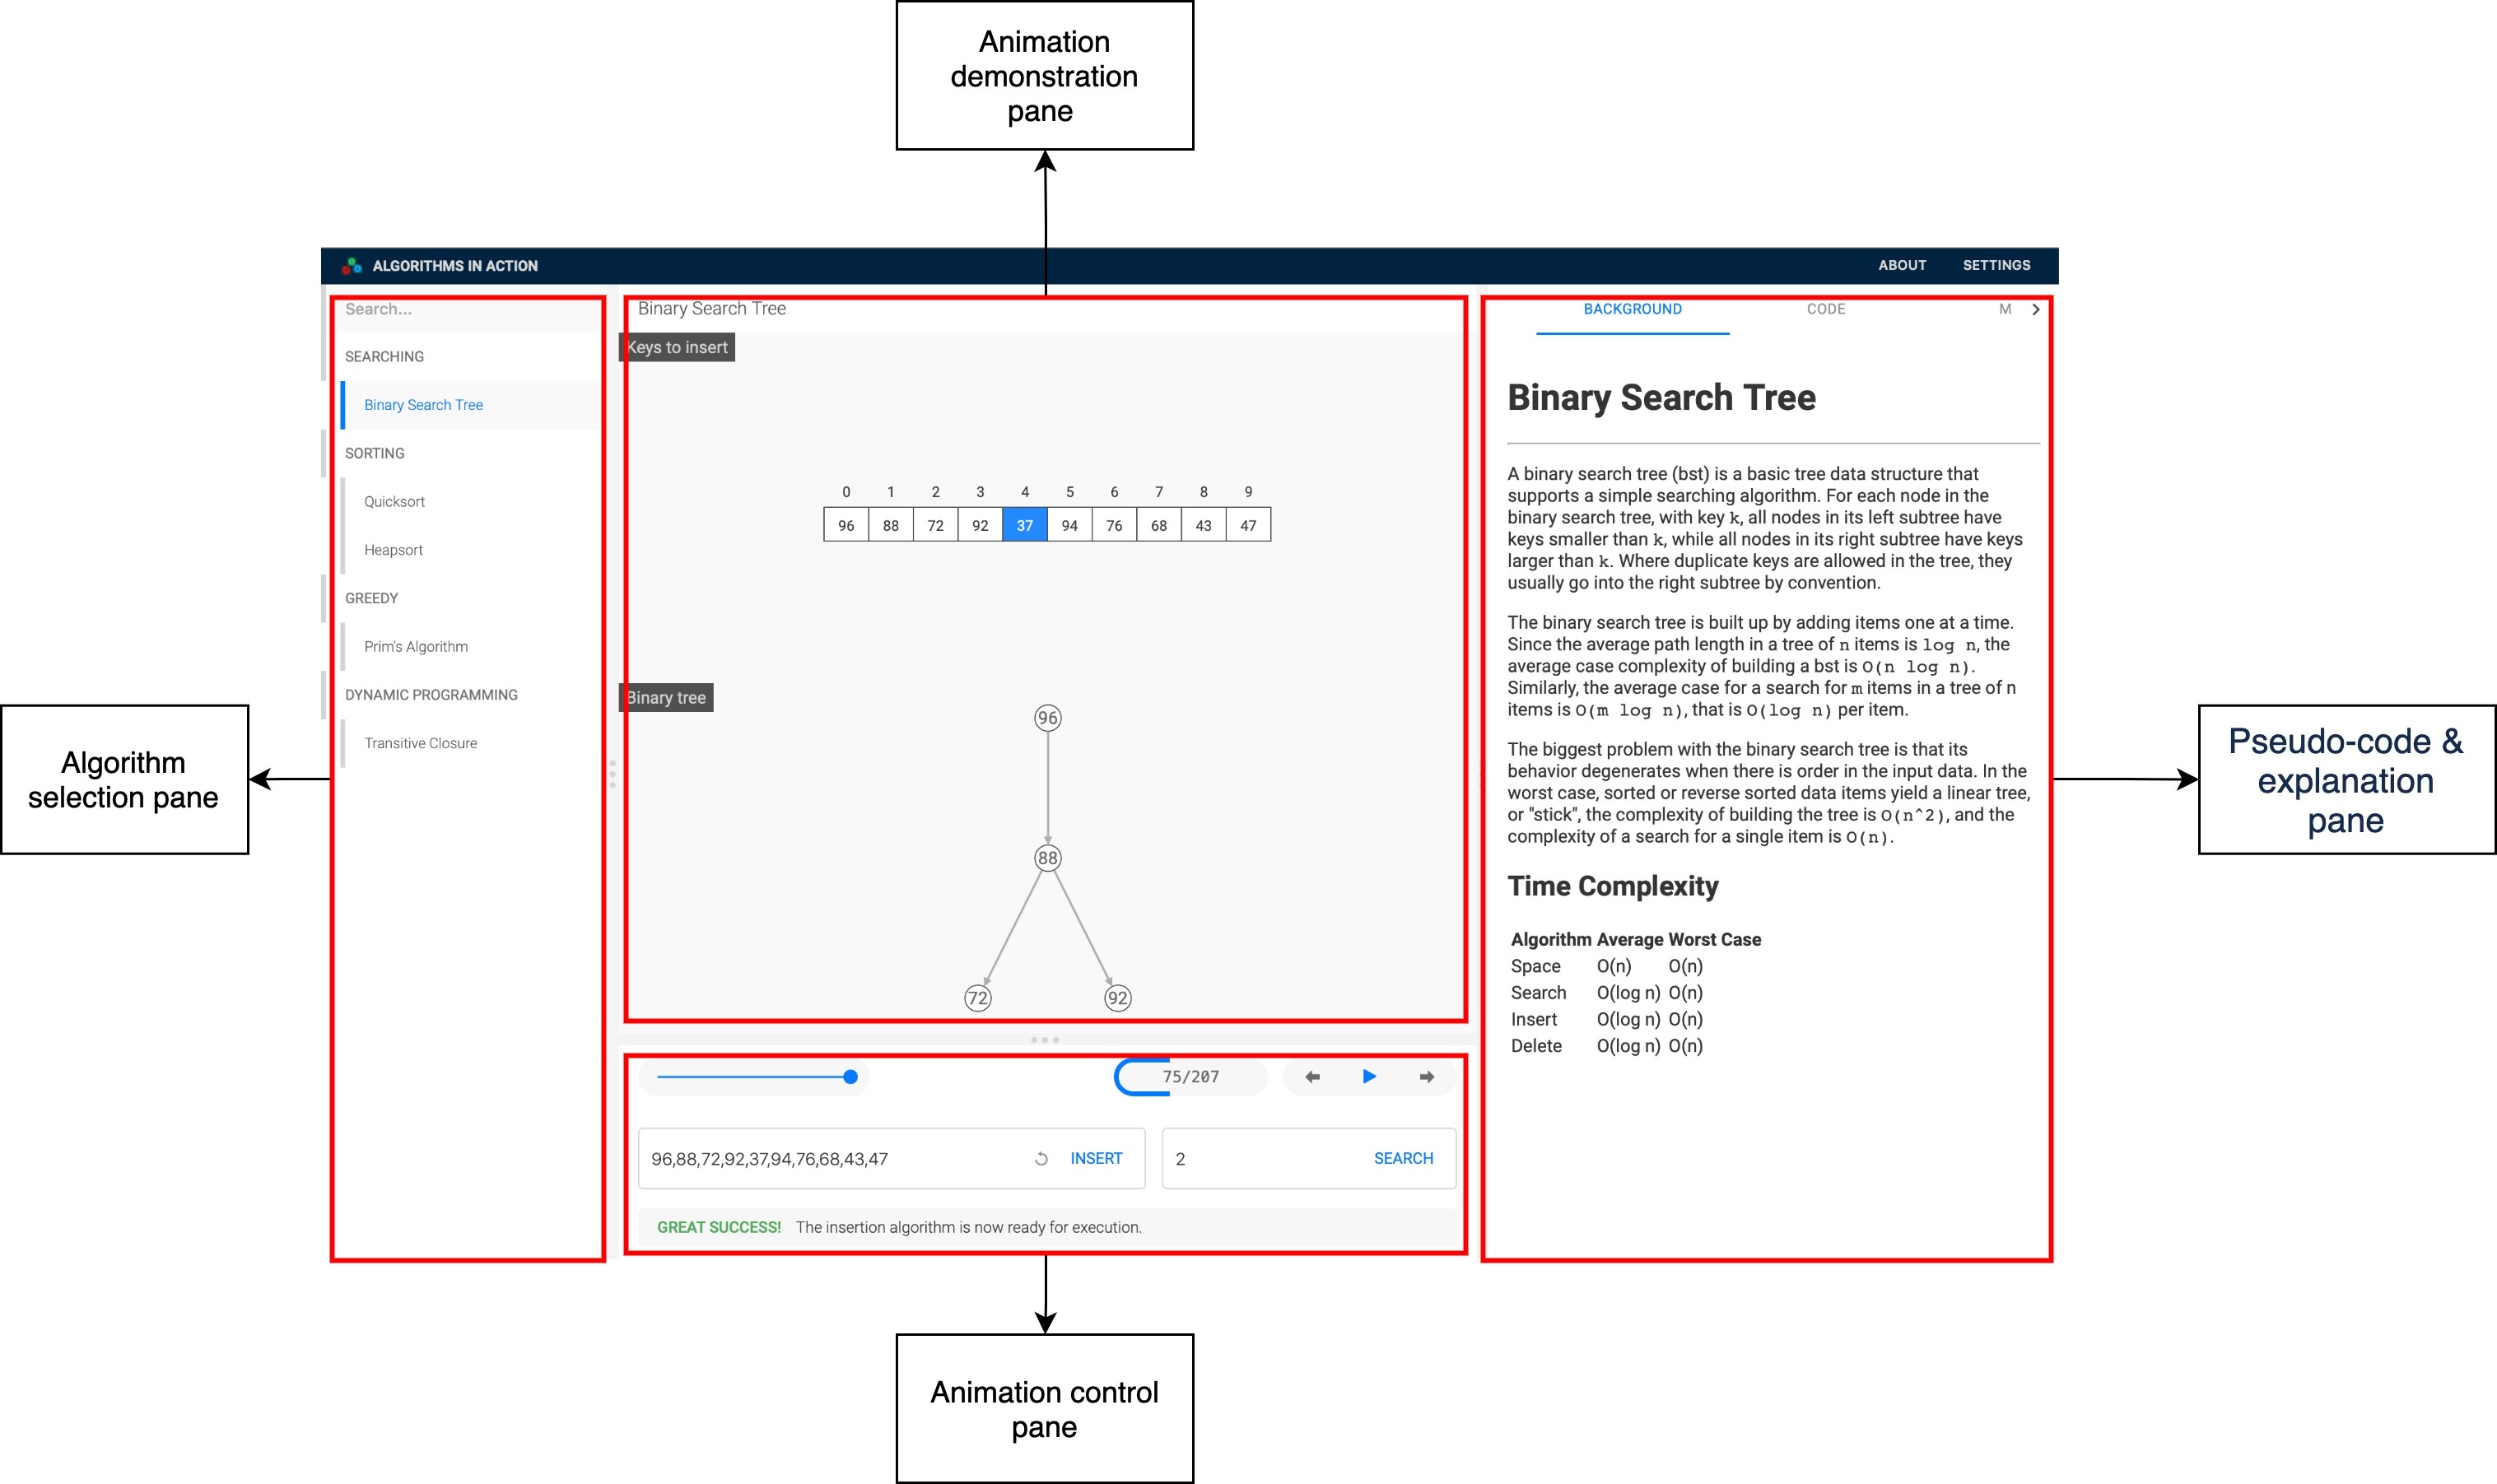 Animation
demonstration
pane
ALGORITHMS IN ACTION
ABOUT
SETTINGS
Search...
SEARCHING
Binary Search Tree
SORTING
Quicksort
Heapsort
GREEDY
Prim's Algorithm
DYNAMIC PROGRAMMING
Transitive Closure
Algorithm
selection pane
Binary Search Tree
Keys to insert
0 1 2 3 4 5 6 7 8 9
96 88 72 92 37 94 76 68 43 47
Binary tree
96
88
72 92
75/207
96,88,72,92,37,94,76,68,43,47 INSERT
2 SEARCH
GREAT SUCCESS! The insertion algorithm is now ready for execution.
Animation control
pane
BACKGROUND CODE M
Binary Search Tree
A binary search tree (bst) is a basic tree data structure that
supports a simple searching algorithm. For each node in the
binary search tree, with key k, all nodes in its left subtree have
keys smaller than k, while all nodes in its right subtree have keys
larger than k. Where duplicate keys are allowed in the tree, they
usually go into the right subtree by convention.
The binary search tree is built up by adding items one at a time.
Since the average path length in a tree of n items is log n, the
average case complexity of building a bst is O(n log n).
Similarly, the average case for a search for m items in a tree of n
items is O(m log n), that is O(log n) per item.
The biggest problem with the binary search tree is that its
behavior degenerates when there is order in the input data. In the
worst case, sorted or reverse sorted data items yield a linear tree,
or "stick", the complexity of building the tree is O(n^2), and the
complexity of a search for a single item is O(n).
Time Complexity
Algorithm Average Worst Case
Space O(n) O(n)
Search O(log n) O(n)
Insert O(log n) O(n)
Delete O(log n) O(n)
Pseudo-code &
explanation
pane